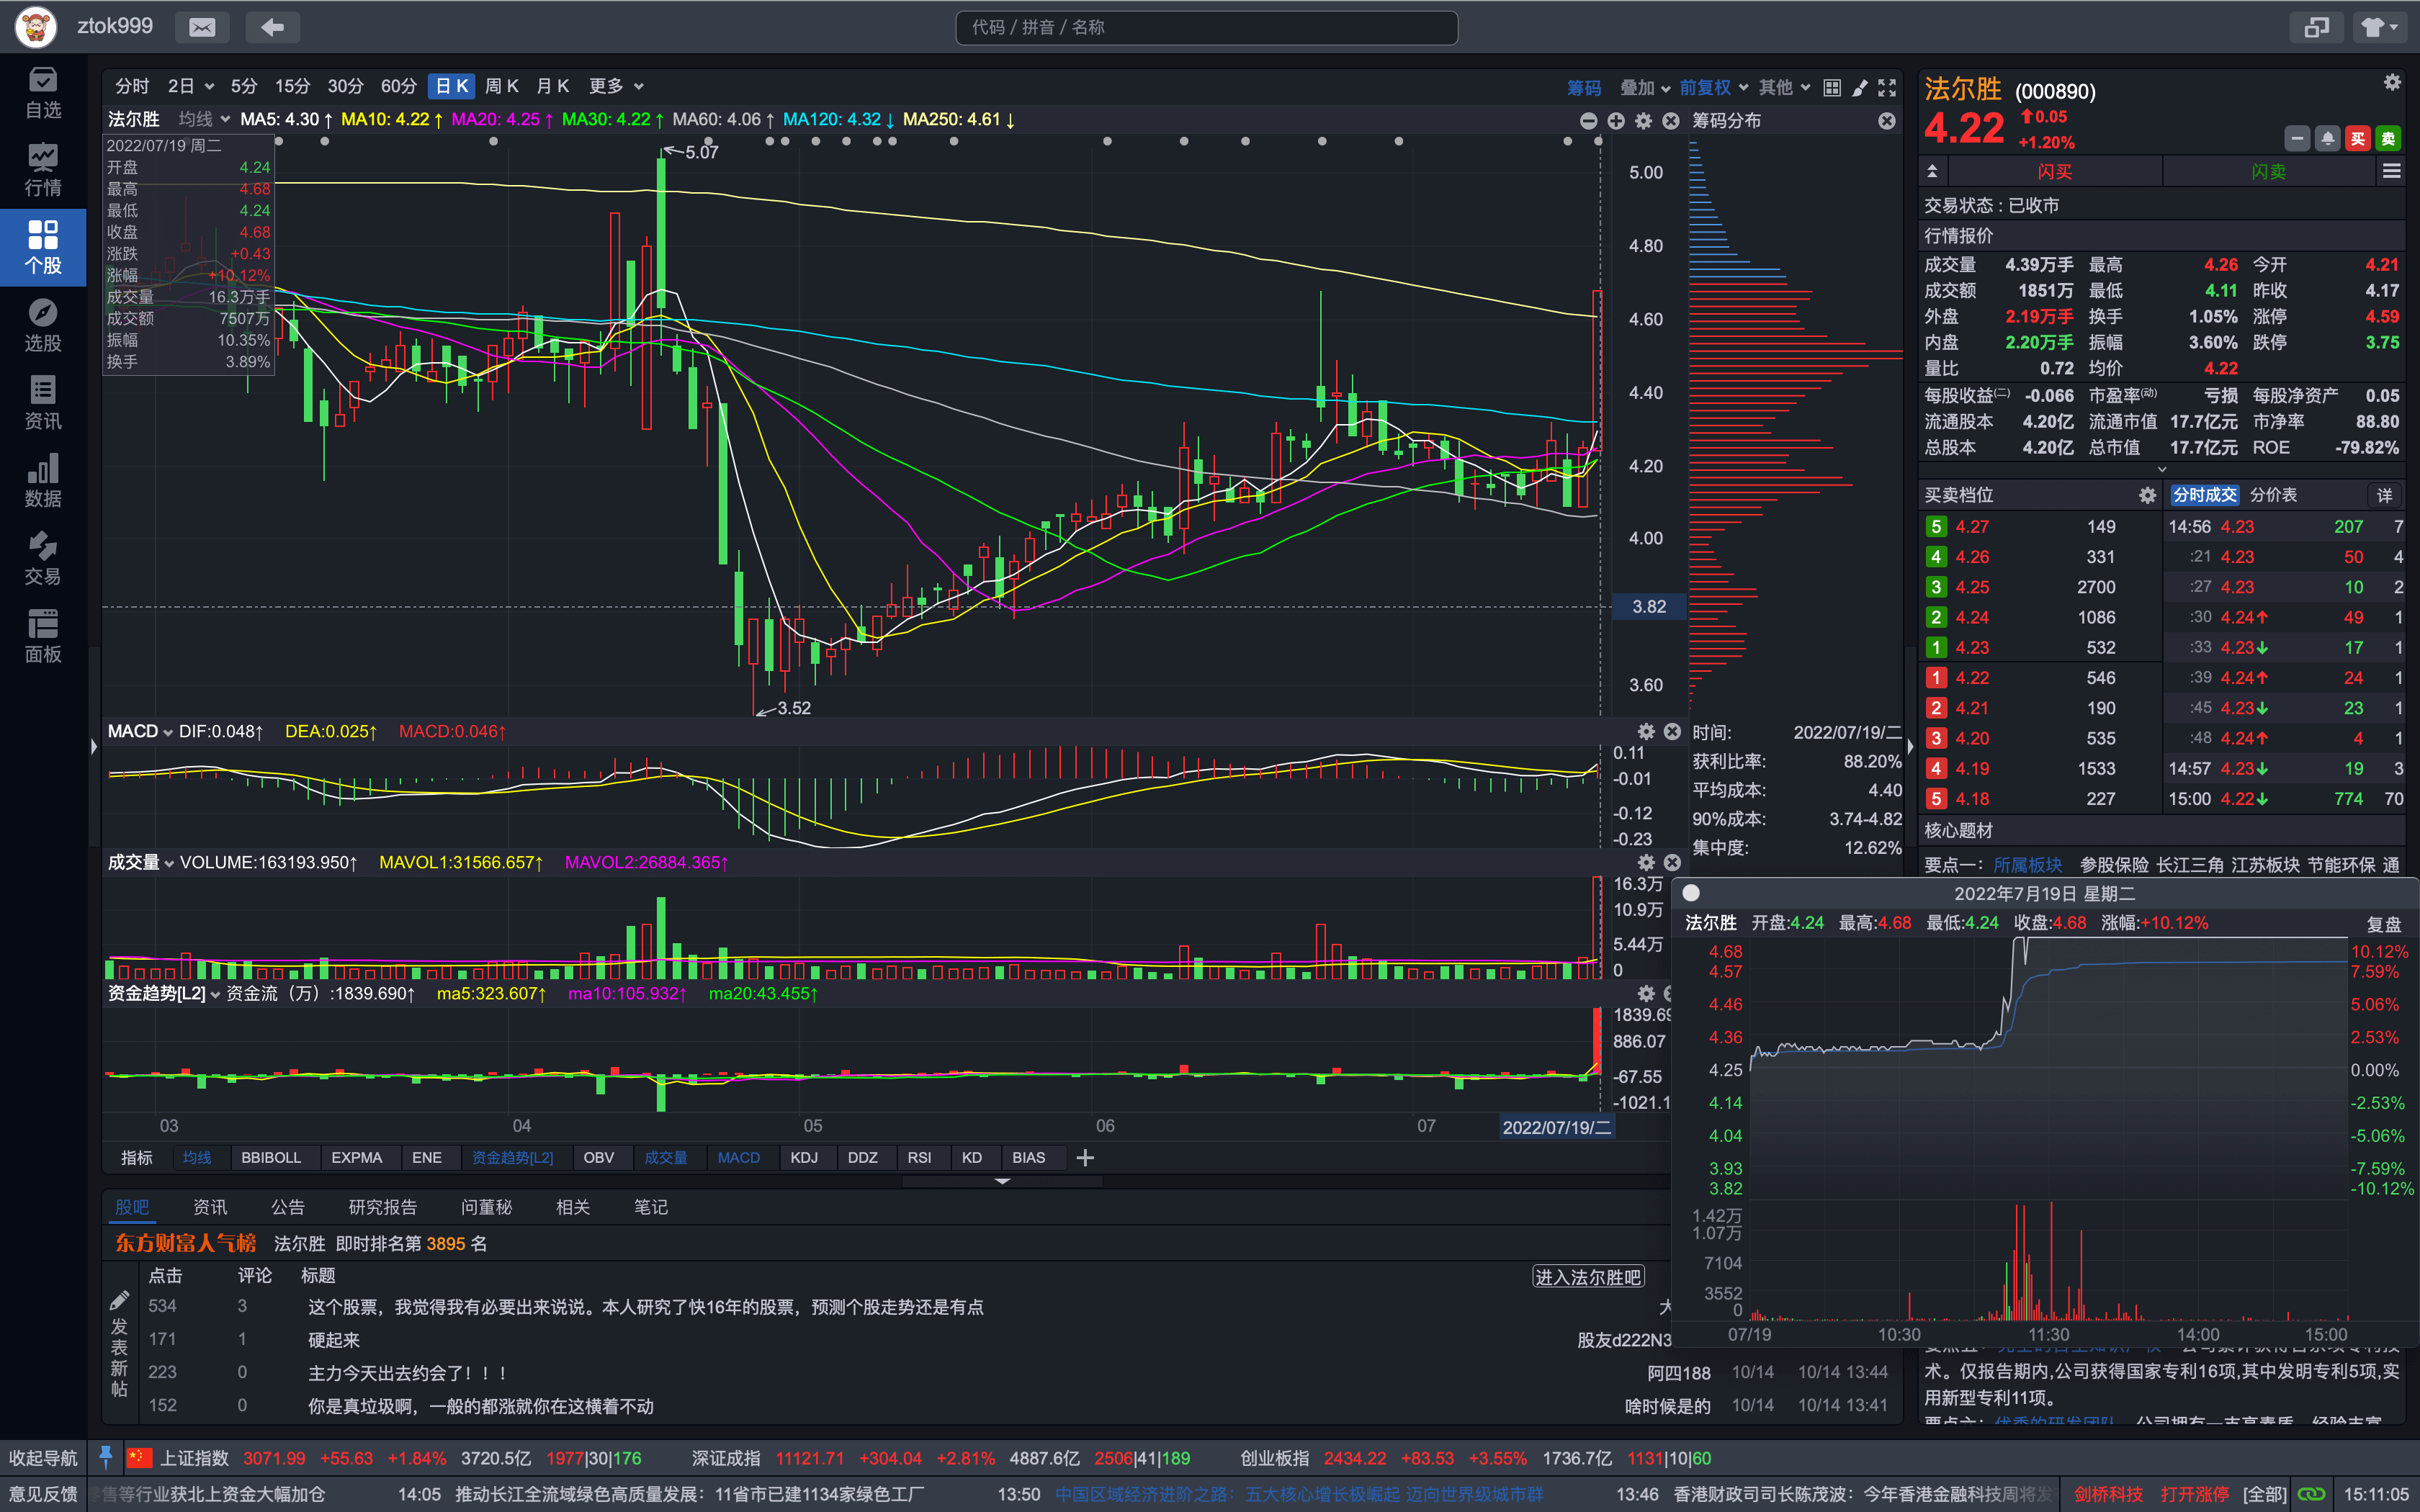 ztok999
代码 / 拼音 / 名称
自选
行情
个股
选股
资讯
数据
交易
面板
分时 2日 5分 15分 30分 60分 日K 周K 月K 更多
筹码 叠加 前复权 其他
法尔胜 均线 MA5: 4.30↑ MA10: 4.22↑ MA20: 4.25↑ MA30: 4.22↑ MA60: 4.06↑ MA120: 4.32↓ MA250: 4.61↓
筹码分布
2022/07/19 周二
开盘 4.24
最高 4.68
最低 4.24
收盘 4.68
涨跌 +0.43
涨幅 +10.12%
成交量 16.3万手
成交额 7507万
振幅 10.35%
换手 3.89%
5.07
3.52
5.00
4.80
4.60
4.40
4.20
4.00
3.82
3.60
MACD DIF:0.048↑ DEA:0.025↑ MACD:0.046↑
0.11
-0.01
-0.12
-0.23
时间: 2022/07/19/二
获利比率: 88.20%
平均成本: 4.40
90%成本: 3.74-4.82
集中度: 12.62%
成交量 VOLUME:163193.950↑ MAVOL1:31566.657↑ MAVOL2:26884.365↑
16.3万
10.9万
5.44万
0
资金趋势[L2] 资金流（万）:1839.690↑ ma5:323.607↑ ma10:105.932↑ ma20:43.455↑
1839.69
886.07
-67.55
-1021.1
03 04 05 06 07 2022/07/19/二
指标 均线 BBIBOLL EXPMA ENE 资金趋势[L2] OBV 成交量 MACD KDJ DDZ RSI KD BIAS
股吧 资讯 公告 研究报告 问董秘 相关 笔记
东方财富人气榜 法尔胜 即时排名第 3895 名
点击 评论 标题
进入法尔胜吧
发表新帖
534 3 这个股票，我觉得我有必要出来说说。本人研究了快16年的股票，预测个股走势还是有点
171 1 硬起来 股友d222N3
223 0 主力今天出去约会了！！！ 阿四188 10/14 10/14 13:44
152 0 你是真垃圾啊，一般的都涨就你在这横着不动 啥时候是的 10/14 10/14 13:41
法尔胜 (000890)
4.22 0.05
+1.20%
买 卖
闪买 闪卖
交易状态：已收市
行情报价
成交量 4.39万手 最高 4.26 今开 4.21
成交额 1851万 最低 4.11 昨收 4.17
外盘 2.19万手 换手 1.05% 涨停 4.59
内盘 2.20万手 振幅 3.60% 跌停 3.75
量比 0.72 均价 4.22
每股收益(二) -0.066 市盈率(动) 亏损 每股净资产 0.05
流通股本 4.20亿 流通市值 17.7亿元 市净率 88.80
总股本 4.20亿 总市值 17.7亿元 ROE -79.82%
买卖档位 分时成交 分价表 详
5 4.27 149 14:56 4.23 207 7
4 4.26 331 :21 4.23 50 4
3 4.25 2700 :27 4.23 10 2
2 4.24 1086 :30 4.24↑ 49 1
1 4.23 532 :33 4.23↓ 17 1
1 4.22 546 :39 4.24↑ 24 1
2 4.21 190 :45 4.23↓ 23 1
3 4.20 535 :48 4.24↑ 4 1
4 4.19 1533 14:57 4.23↓ 19 3
5 4.18 227 15:00 4.22↓ 774 70
核心题材
要点一： 所属板块 参股保险 长江三角 江苏板块 节能环保 通
2022年7月19日 星期二
法尔胜 开盘:4.24 最高:4.68 最低:4.24 收盘:4.68 涨幅:+10.12% 复盘
4.68 10.12%
4.57 7.59%
4.46 5.06%
4.36 2.53%
4.25 0.00%
4.14 -2.53%
4.04 -5.06%
3.93 -7.59%
3.82 -10.12%
1.42万
1.07万
7104
3552
0
07/19 10:30 11:30 14:00 15:00
术。仅报告期内,公司获得国家专利16项,其中发明专利5项,实
用新型专利11项。
收起导航 上证指数 3071.99 +55.63 +1.84% 3720.5亿 1977|30|176 深证成指 11121.71 +304.04 +2.81% 4887.6亿 2506|41|189 创业板指 2434.22 +83.53 +3.55% 1736.7亿 1131|10|60
意见反馈 售等行业获北上资金大幅加仓 14:05 推动长江全流域绿色高质量发展：11省市已建1134家绿色工厂 13:50 中国区域经济进阶之路：五大核心增长极崛起 迈向世界级城市群 13:46 香港财政司司长陈茂波：今年香港金融科技周将发 剑桥科技 打开涨停 [全部] 15:11:05